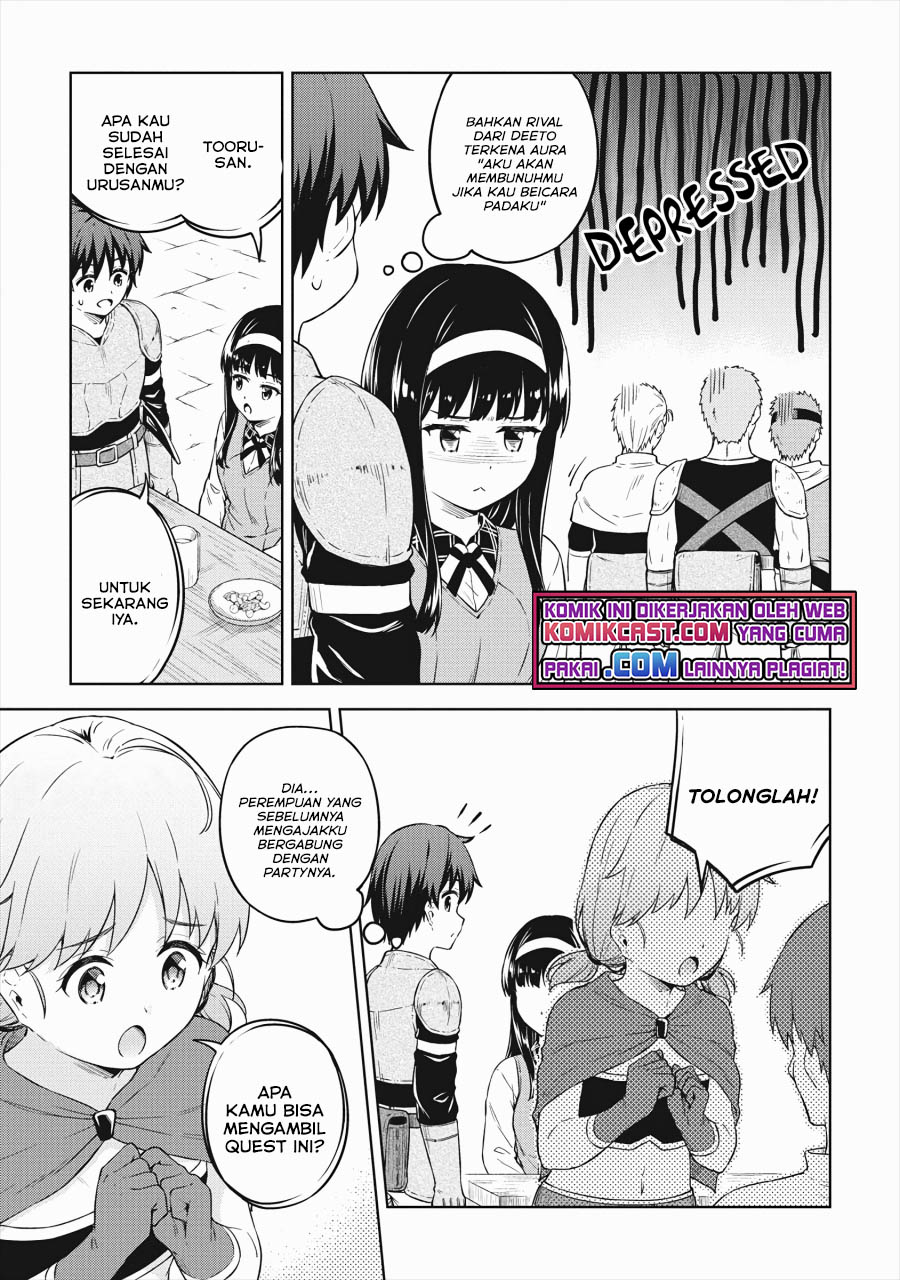 BAHKAN RIVAL
DARI DEETO
TERKENA AURA
"AKU AKAN
MEMBUNUHMU
JIKA KAU BEICARA
PADAKU"
DEPRESSED
TOORU-
SAN.
APA KAU
SUDAH
SELESAI
DENGAN
URUSANMU?
UNTUK
SEKARANG
IYA.
KOMIK INI DIKERJAKAN OLEH WEB
KOMIKCAST.COM YANG CUMA
PAKAI .COM LAINNYA PLAGIAT!
TOLONGLAH!
DIA...
PEREMPUAN YANG
SEBELUMNYA
MENGAJAKKU
BERGABUNG
DENGAN
PARTYNYA.
APA
KAMU BISA
MENGAMBIL
QUEST INI?